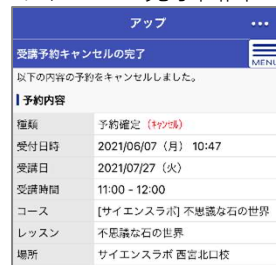 アップ
受講予約キャンセルの完了
MENU
以下の内容の予約をキャンセルしました。
予約内容
種類 予約確定 (キャンセル)
受付日時 2021/06/07（月） 10:47
受講日 2021/07/27（火）
受講時間 11:00 - 12:00
コース [サイエンスラボ] 不思議な石の世界
レッスン 不思議な石の世界
場所 サイエンスラボ 西宮北口校